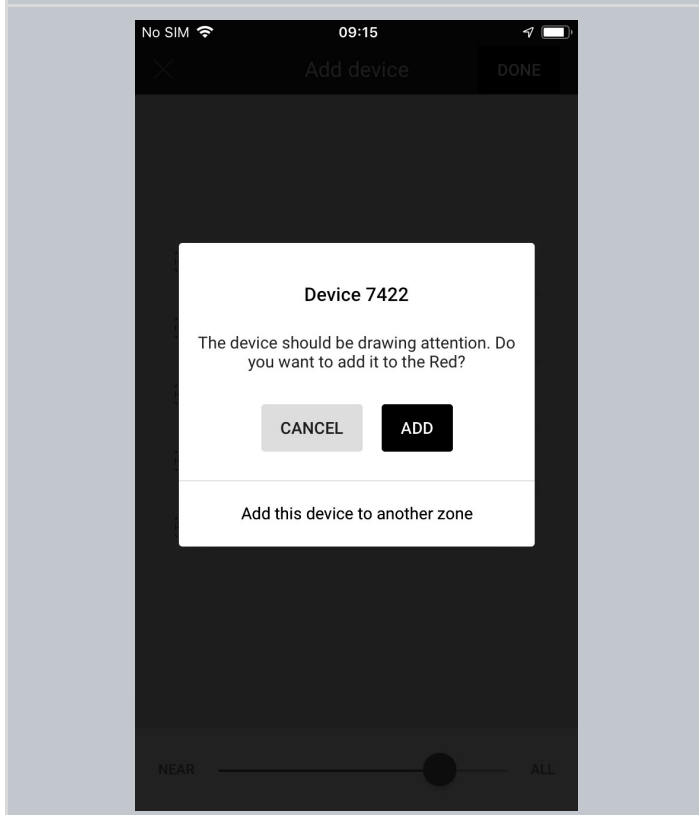 No SIM 09:15
Add device DONE
Device 7422
The device should be drawing attention. Do
you want to add it to the Red?
CANCEL ADD
Add this device to another zone
NEAR ALL